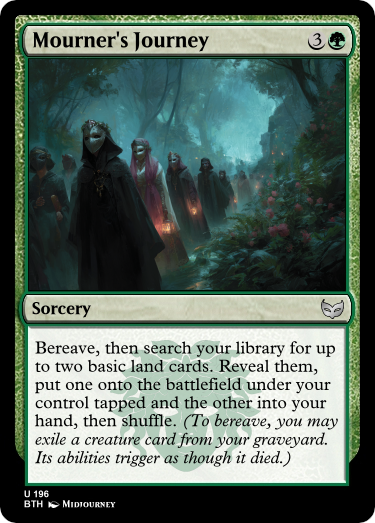 Mourner's Journey 3
Sorcery
Bereave, then search your library for up
to two basic land cards. Reveal them,
put one onto the battlefield under your
control tapped and the other into your
hand, then shuffle. (To bereave, you may
exile a creature card from your graveyard.
Its abilities trigger as though it died.)
U 196
BTH Midjourney